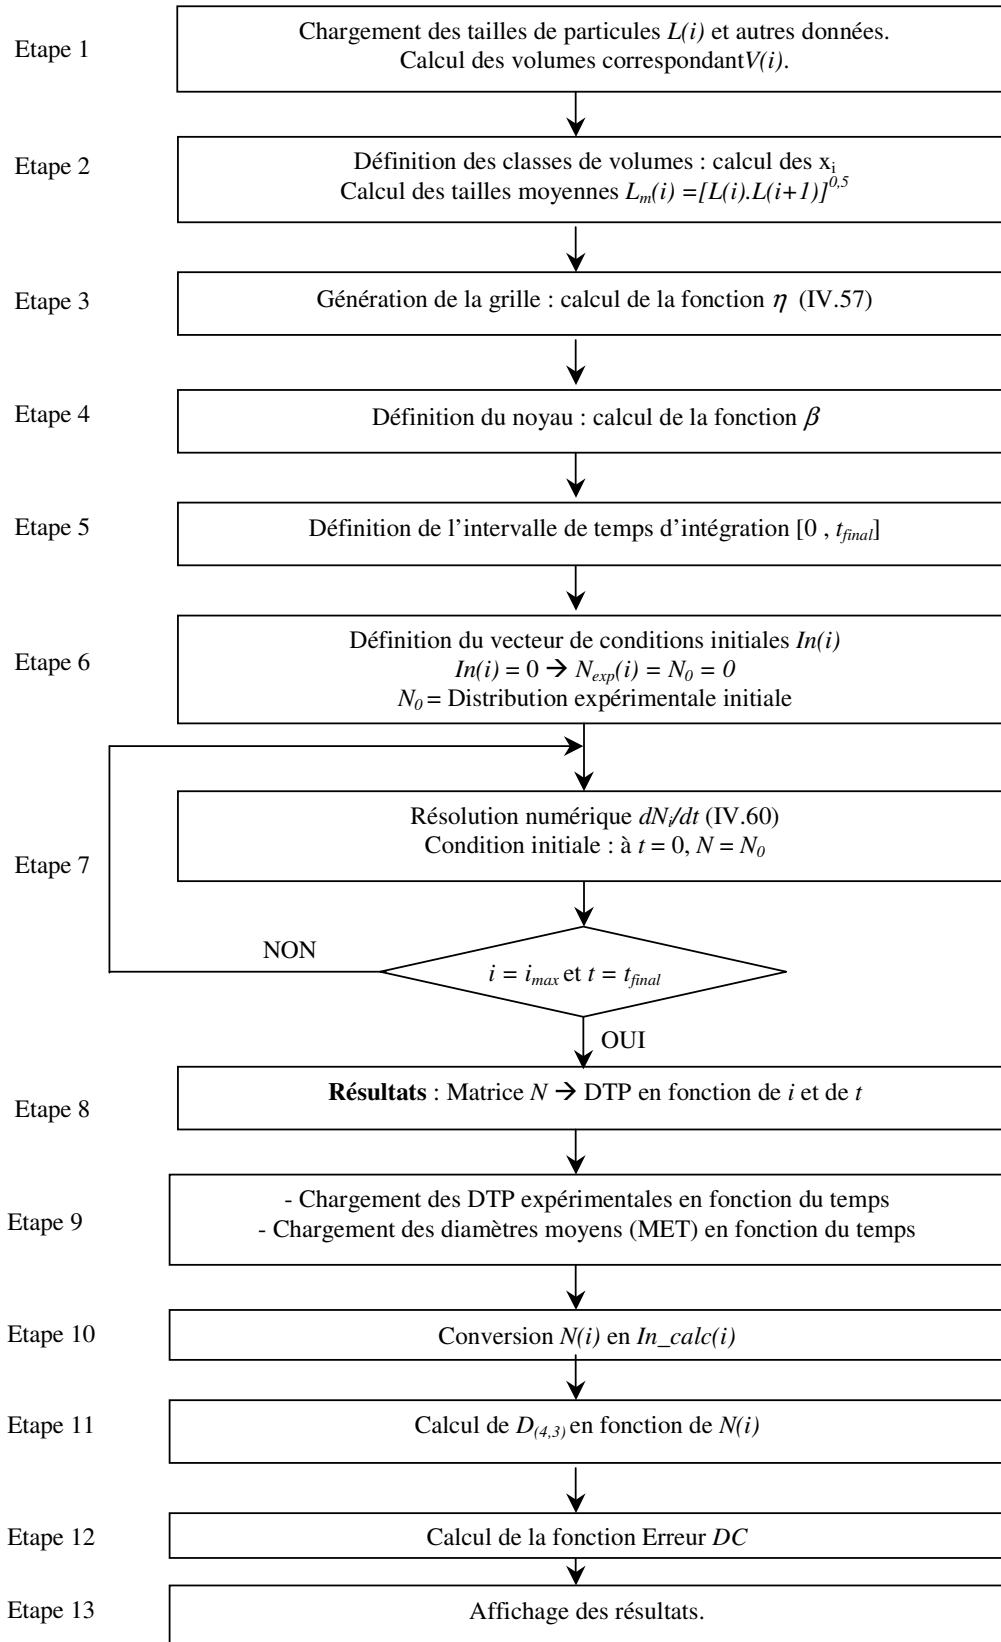 Etape 1
Chargement des tailles de particules L(i) et autres données.
Calcul des volumes correspondantV(i).
Etape 2
Définition des classes de volumes : calcul des xi
Calcul des tailles moyennes Lm(i) =[L(i).L(i+1)]^0,5
Etape 3
Génération de la grille : calcul de la fonction η (IV.57)
Etape 4
Définition du noyau : calcul de la fonction β
Etape 5
Définition de l’intervalle de temps d’intégration [0 , tfinal]
Etape 6
Définition du vecteur de conditions initiales In(i)
In(i) = 0 → Nexp(i) = N0 = 0
N0 = Distribution expérimentale initiale
Etape 7
Résolution numérique dNi/dt (IV.60)
Condition initiale : à t = 0, N = N0
NON
i = imax et t = tfinal
OUI
Etape 8
Résultats : Matrice N → DTP en fonction de i et de t
Etape 9
- Chargement des DTP expérimentales en fonction du temps
- Chargement des diamètres moyens (MET) en fonction du temps
Etape 10
Conversion N(i) en In_calc(i)
Etape 11
Calcul de D(4,3) en fonction de N(i)
Etape 12
Calcul de la fonction Erreur DC
Etape 13
Affichage des résultats.